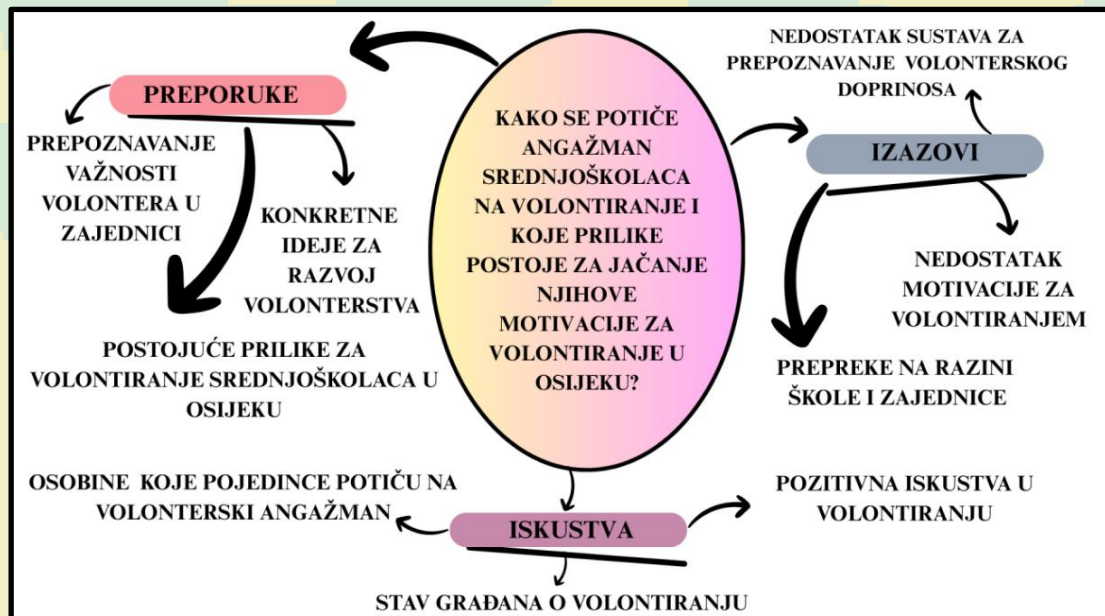 PREPORUKE
PREPOZNAVANJE
VAŽNOSTI
VOLONTERA U
ZAJEDNICI
KONKRETNE
IDEJE ZA
RAZVOJ
VOLONTERSTVA
POSTOJUĆE PRILIKE ZA
VOLONTIRANJE SREDNJOŠKOLACA U
OSIJEKU
KAKO SE POTIČE
ANGAŽMAN
SREDNJOŠKOLACA
NA VOLONTIRANJE I
KOJE PRILIKE
POSTOJE ZA JAČANJE
NJIHOVE
MOTIVACIJE ZA
VOLONTIRANJE U
OSIJEKU?
NEDOSTATAK SUSTAVA ZA
PREPOZNAVANJE VOLONTERSKOG
DOPRINOSA
IZAZOVI
NEDOSTATAK
MOTIVACIJE ZA
VOLONTIRANJEM
PREPREKE NA RAZINI
ŠKOLE I ZAJEDNICE
OSOBINE KOJE POJEDINCE POTIČU NA
VOLONTERSKI ANGAŽMAN
ISKUSTVA
POZITIVNA ISKUSTVA U
VOLONTIRANJU
STAV GRAĐANA O VOLONTIRANJU